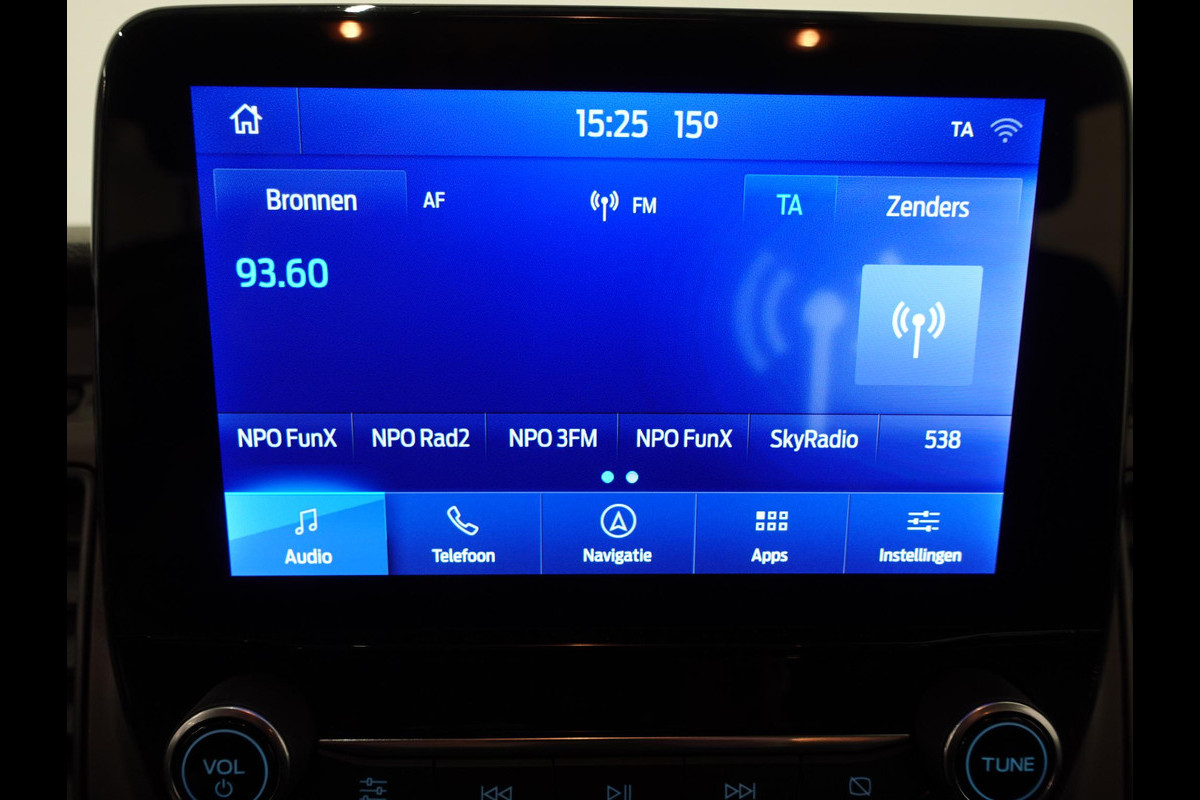 15:25 15º TA
Bronnen AF FM TA Zenders
93.60
NPO FunX NPO Rad2 NPO 3FM NPO FunX SkyRadio 538
Audio Telefoon Navigatie Apps Instellingen
VOL TUNE